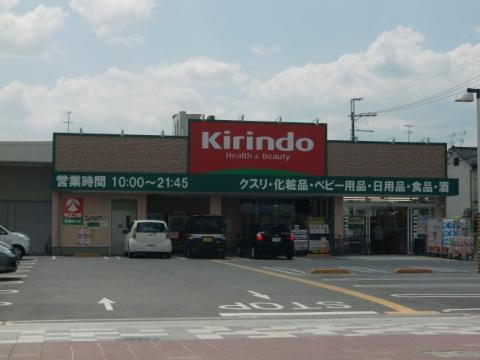 Kirindo
Health & Beauty
営業時間 10:00～21:45
クスリ・化粧品・ベビー用品・日用品・食品・酒
STOP